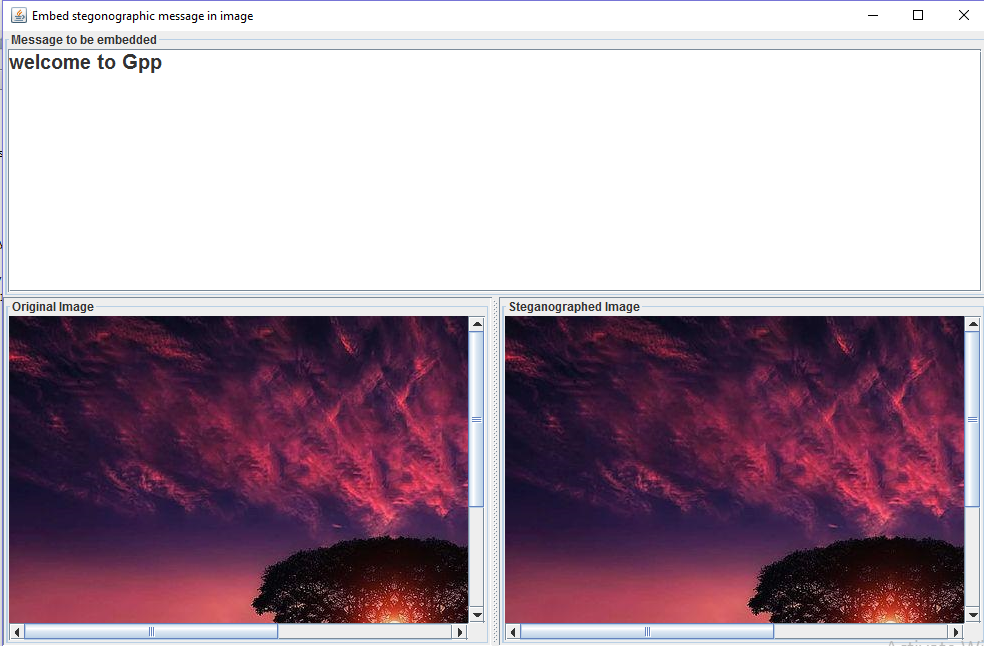 Embed stegonographic message in image
Message to be embedded
welcome to Gpp
Original Image
Steganographed Image